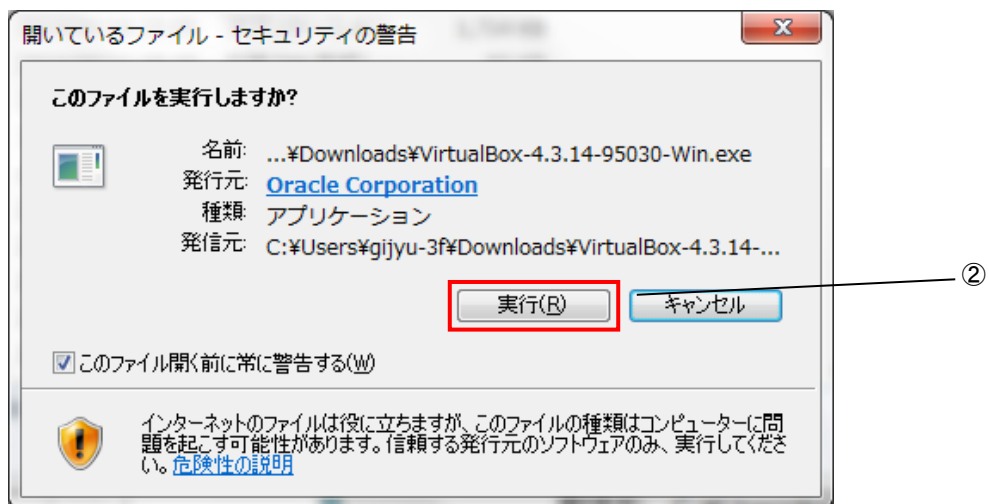 開いているファイル - セキュリティの警告
このファイルを実行しますか?
名前: ...¥Downloads¥VirtualBox-4.3.14-95030-Win.exe
発行元: Oracle Corporation
種類: アプリケーション
発信元: C:¥Users¥gijyu-3f¥Downloads¥VirtualBox-4.3.14-...
②
実行(R) キャンセル
このファイル開く前に常に警告する(W)
インターネットのファイルは役に立ちますが、このファイルの種類はコンピューターに問
題を起こす可能性があります。信頼する発行元のソフトウェアのみ、実行してくださ
い。危険性の説明